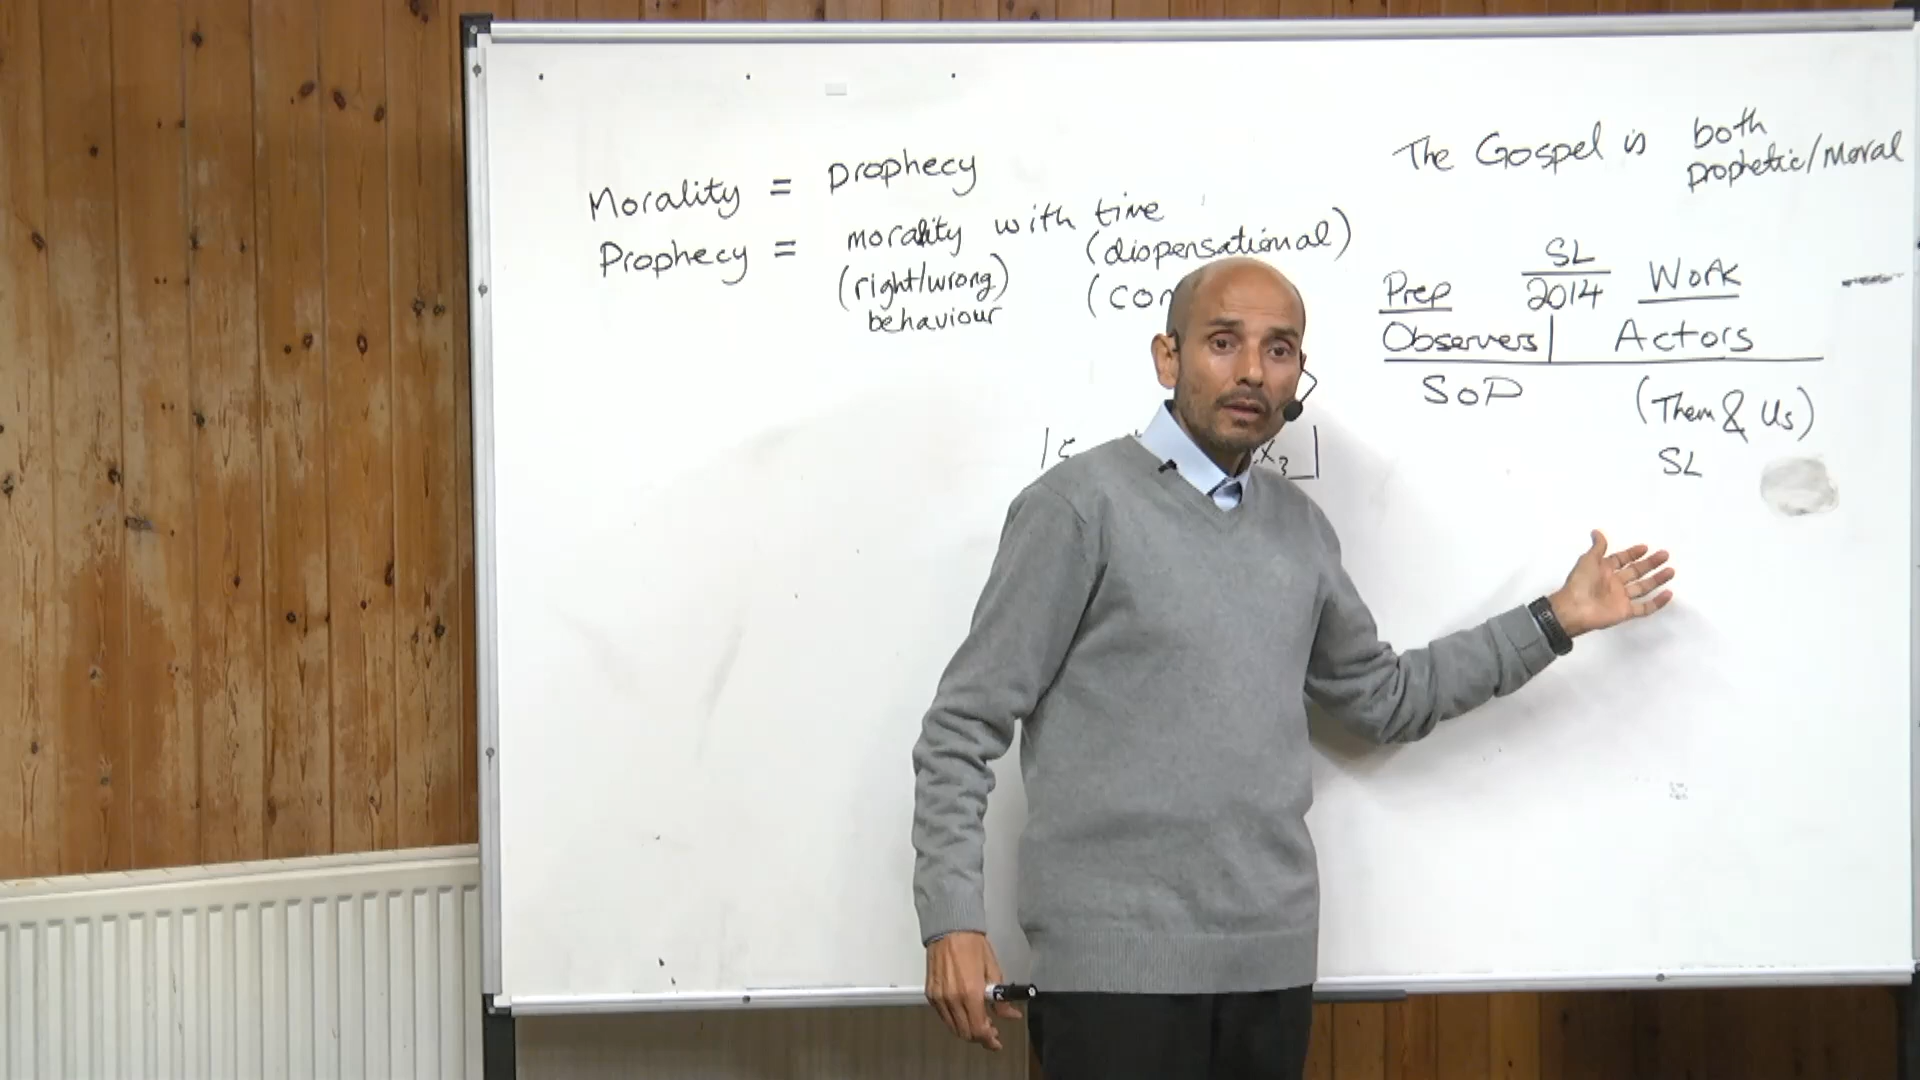 Morality = prophecy
Prophecy = morality with time
(right/wrong) (dispensational)
behaviour
The Gospel is both
prophetic/Moral
Prep SL Work
2014
Observers | Actors
SOP (Them & Us)
SL